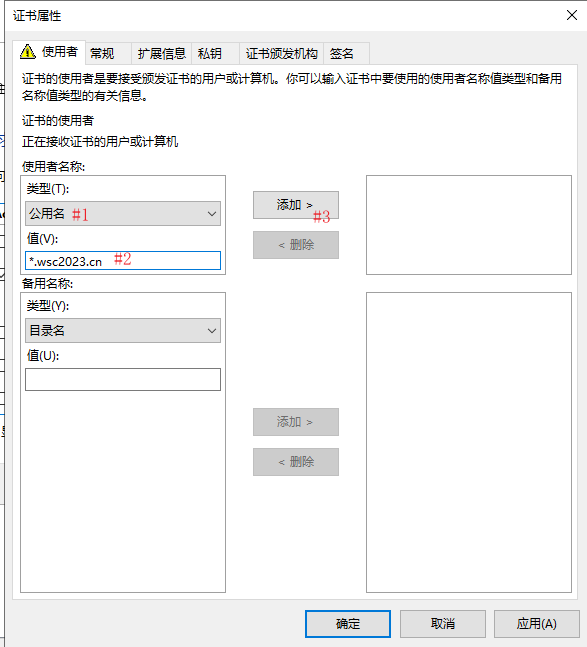 证书属性
使用者 常规 扩展信息 私钥 证书颁发机构 签名
证书的使用者是要接受颁发证书的用户或计算机。你可以输入证书中要使用的使用者名称值类型和备用
名称值类型的有关信息。
证书的使用者
正在接收证书的用户或计算机
使用者名称:
类型(T):
公用名 #1
添加 >
#3
值(V):
< 删除
*.wsc2023.cn #2
备用名称:
类型(Y):
目录名
值(U):
添加 >
< 删除
确定 取消 应用(A)